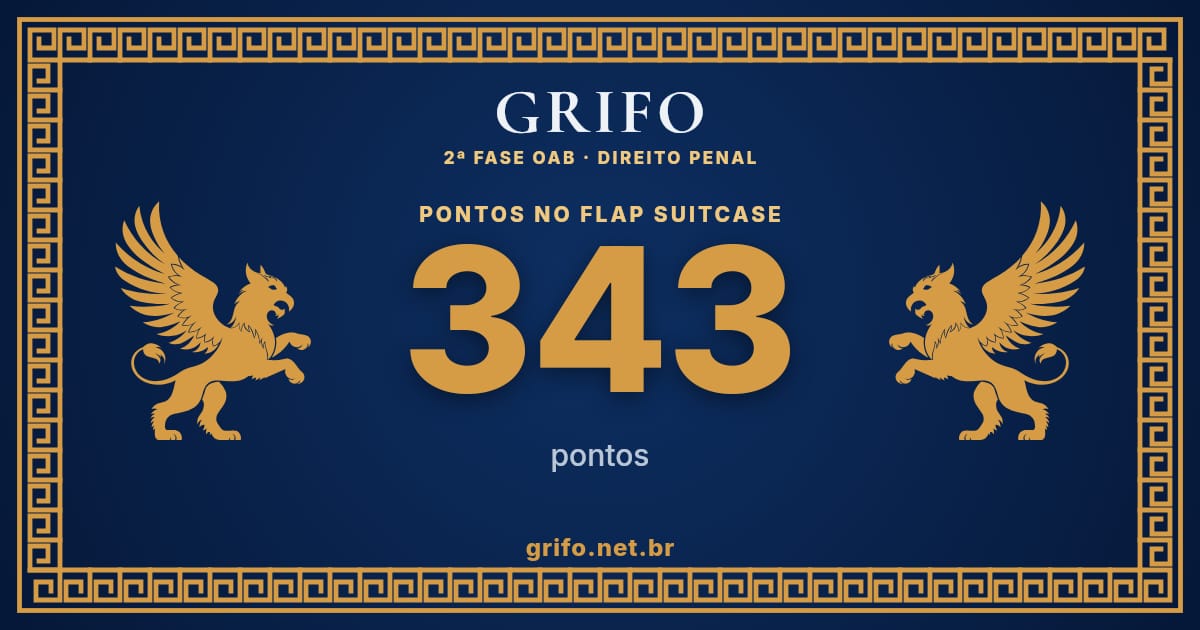 GRIFO
2ª FASE OAB · DIREITO PENAL
PONTOS NO FLAP SUITCASE
343
pontos
grifo.net.br